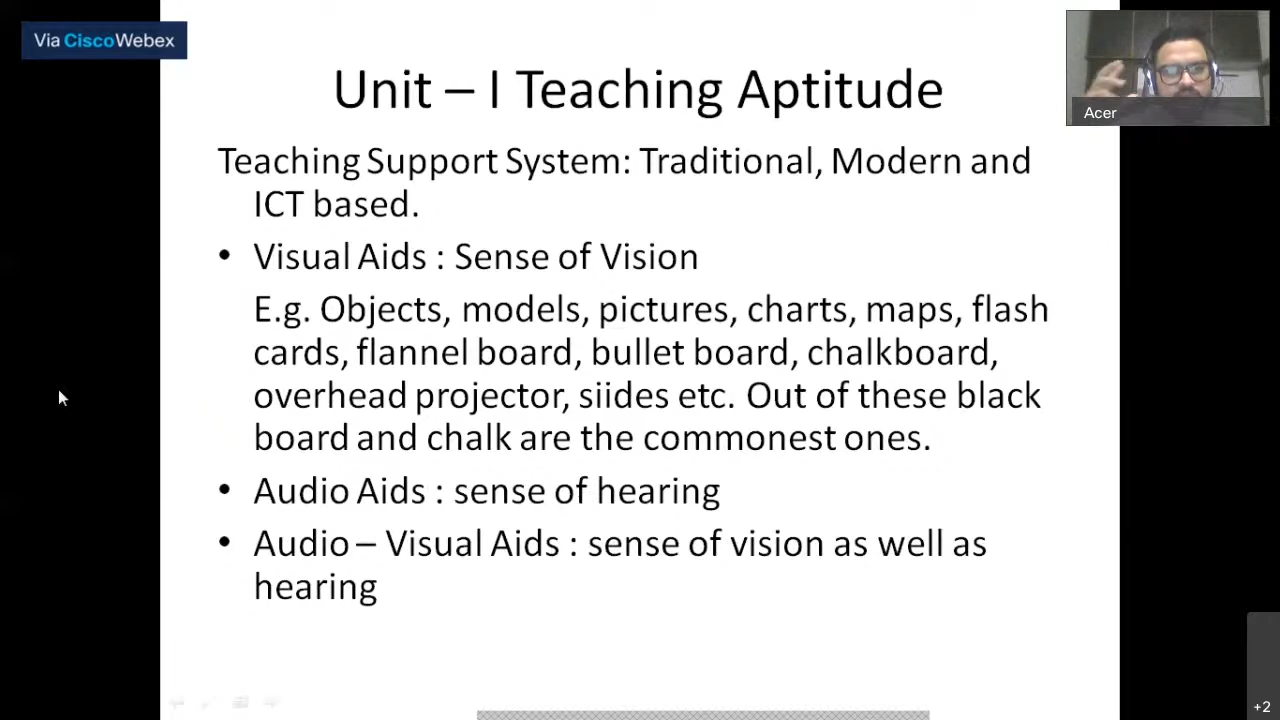 Via CiscoWebex
Unit – I Teaching Aptitude
Acer
Teaching Support System: Traditional, Modern and
ICT based.
• Visual Aids : Sense of Vision
E.g. Objects, models, pictures, charts, maps, flash
cards, flannel board, bullet board, chalkboard,
overhead projector, siides etc. Out of these black
board and chalk are the commonest ones.
• Audio Aids : sense of hearing
• Audio – Visual Aids : sense of vision as well as
hearing
+2